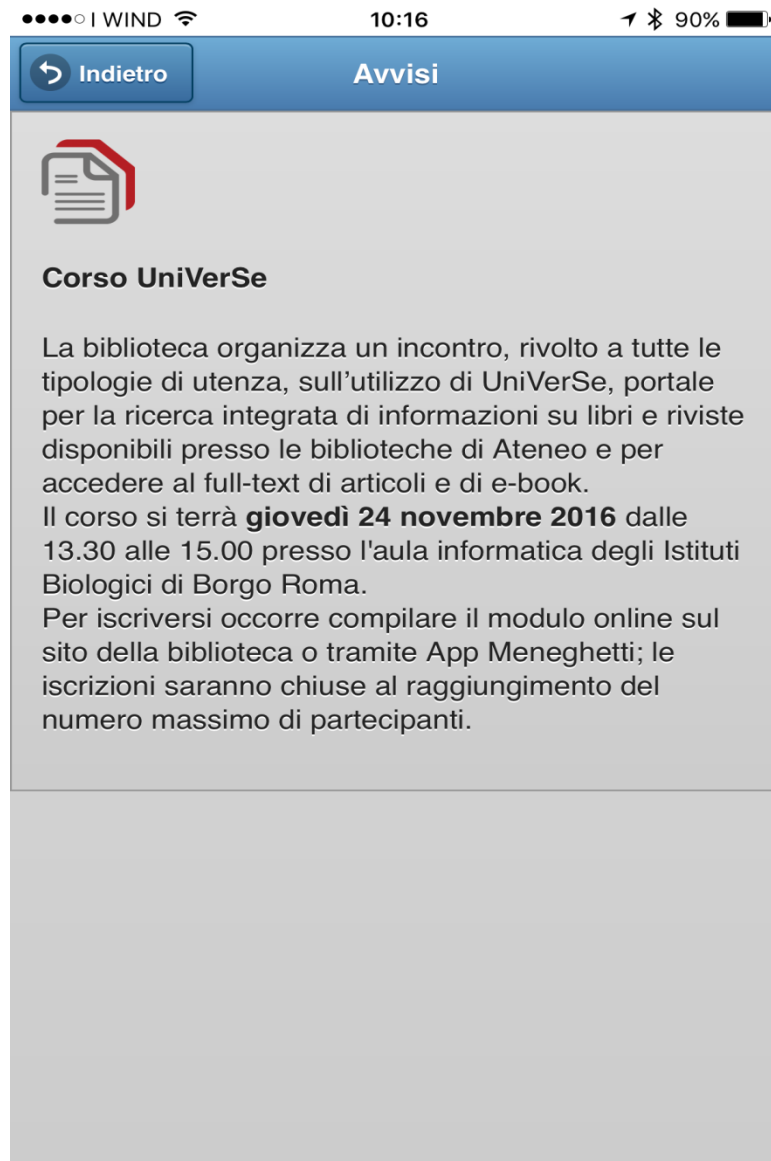 I WIND 10:16 90%
Indietro Avvisi
Corso UniVerSe
La biblioteca organizza un incontro, rivolto a tutte le
tipologie di utenza, sull’utilizzo di UniVerSe, portale
per la ricerca integrata di informazioni su libri e riviste
disponibili presso le biblioteche di Ateneo e per
accedere al full-text di articoli e di e-book.
Il corso si terrà giovedì 24 novembre 2016 dalle
13.30 alle 15.00 presso l'aula informatica degli Istituti
Biologici di Borgo Roma.
Per iscriversi occorre compilare il modulo online sul
sito della biblioteca o tramite App Meneghetti; le
iscrizioni saranno chiuse al raggiungimento del
numero massimo di partecipanti.